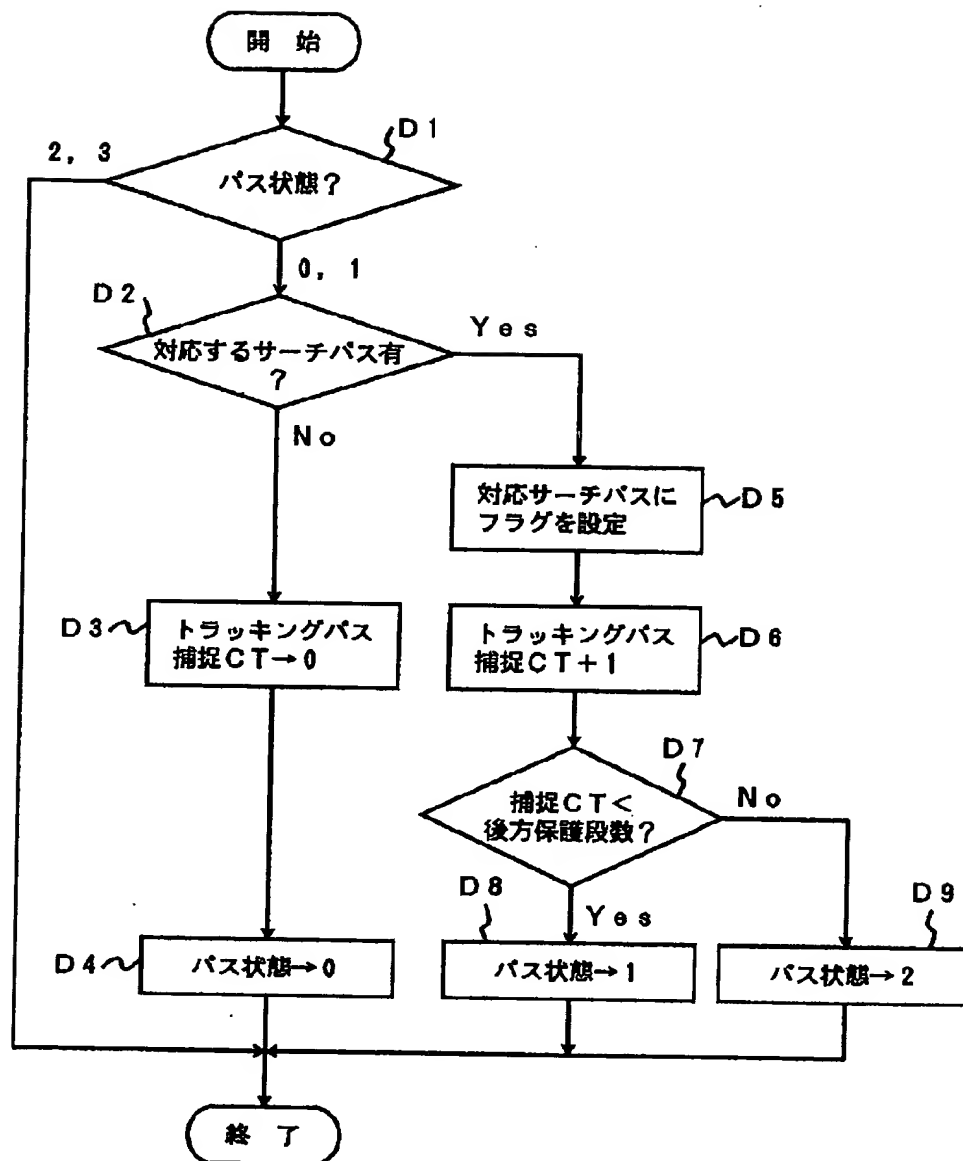 開 始
D1
2, 3
パス状態?
0, 1
D2
Yes
対応するサーチパス有
?
No
対応サーチパスに
フラグを設定
D5
D3
トラッキングパス
捕捉CT→0
トラッキングパス
捕捉CT+1
D6
D7
捕捉CT<
後方保護段数?
No
D8
Yes
D9
D4
パス状態→0
パス状態→1
パス状態→2
終 了